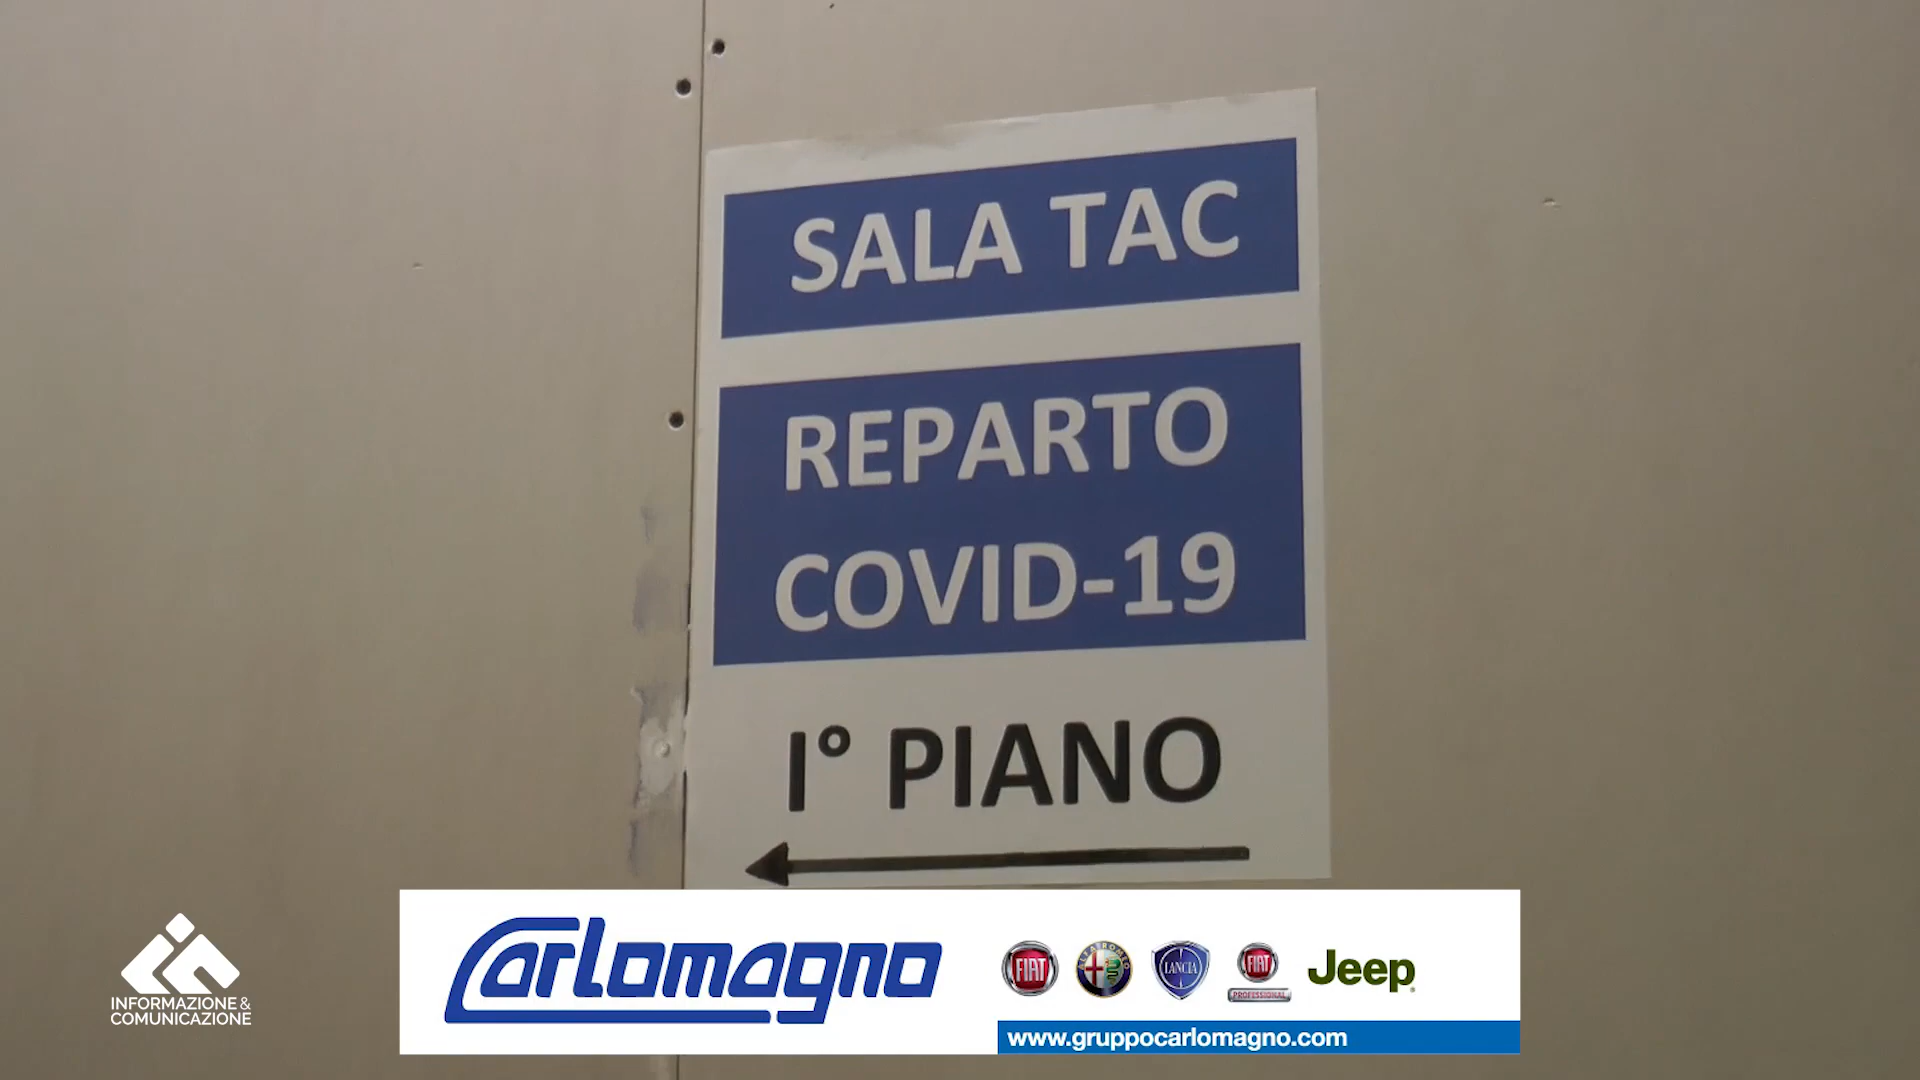 SALA TAC
REPARTO
COVID-19
I° PIANO
INFORMAZIONE &
COMUNICAZIONE
Carlomagno
FIAT
ALFA ROMEO
LANCIA
FIAT
PROFESSIONAL
Jeep
www.gruppocarlomagno.com